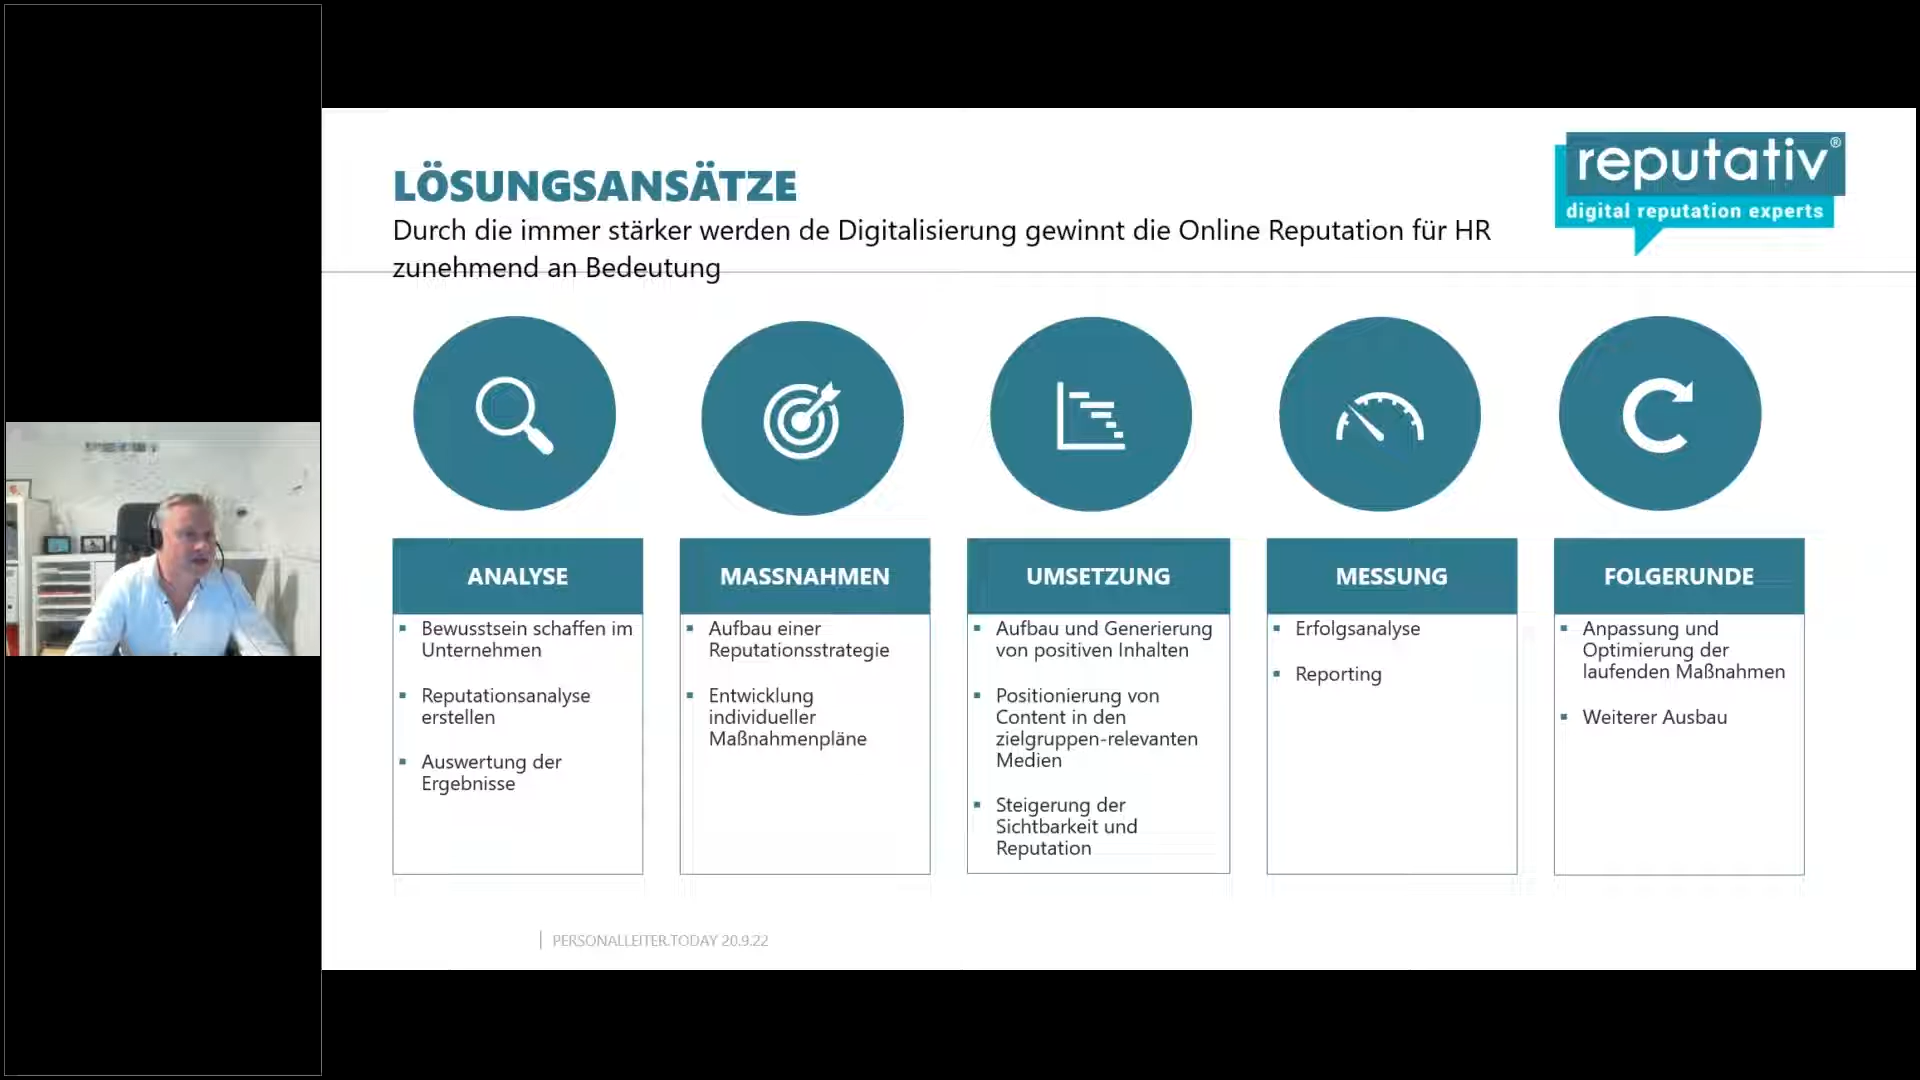 reputativ®
digital reputation experts
LÖSUNGSANSÄTZE
Durch die immer stärker werden de Digitalisierung gewinnt die Online Reputation für HR
zunehmend an Bedeutung
ANALYSE
Bewusstsein schaffen im
Unternehmen
Reputationsanalyse
erstellen
Auswertung der
Ergebnisse
MASSNAHMEN
Aufbau einer
Reputationsstrategie
Entwicklung
individueller
Maßnahmenpläne
UMSETZUNG
Aufbau und Generierung
von positiven Inhalten
Positionierung von
Content in den
zielgruppen-relevanten
Medien
Steigerung der
Sichtbarkeit und
Reputation
MESSUNG
Erfolgsanalyse
Reporting
FOLGERUNDE
Anpassung und
Optimierung der
laufenden Maßnahmen
Weiterer Ausbau
PERSONALLEITER.TODAY 20.9.22